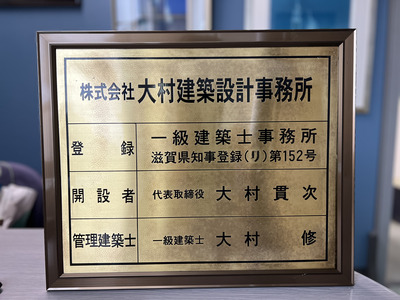 株式会社 大村建築設計事務所
登録 一級建築士事務所
滋賀県知事登録(リ)第152号
開設者 代表取締役 大村貫次
管理建築士 一級建築士 大村 修